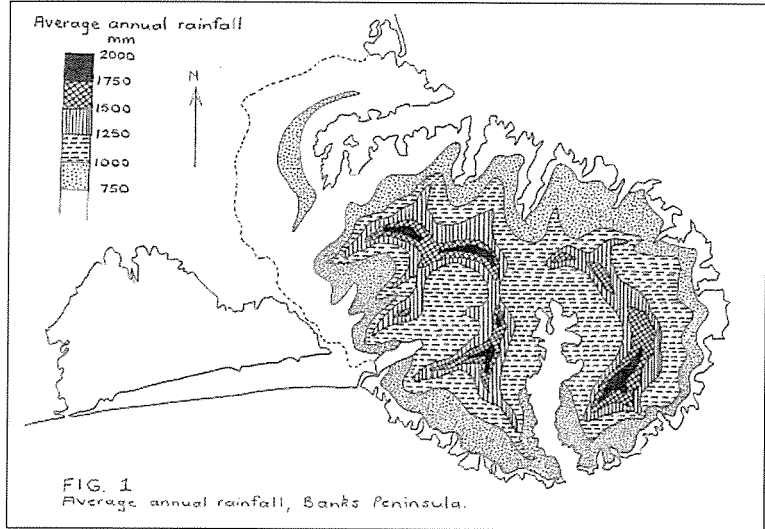 Average annual rainfall
mm
2000
1750
1500
1250
1000
750
N
FIG. 1
Average annual rainfall, Banks Peninsula.